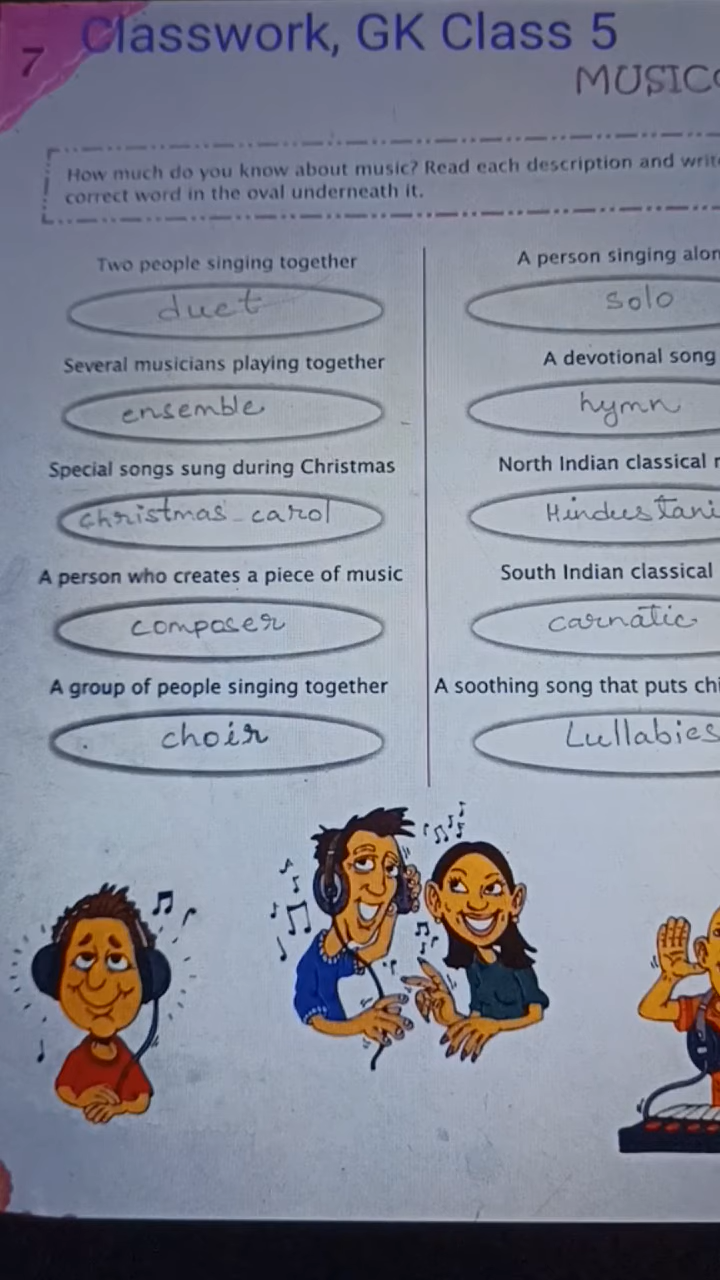 7
Classwork, GK Class 5
MUSIC
How much do you know about music? Read each description and write
correct word in the oval underneath it.
Two people singing together
duet
Several musicians playing together
ensemble
Special songs sung during Christmas
christmas carol
A person who creates a piece of music
composer
A group of people singing together
choir
A person singing alon
solo
A devotional song
hymn
North Indian classical
Hindustani
South Indian classical
carnatic
A soothing song that puts chi
Lullabies